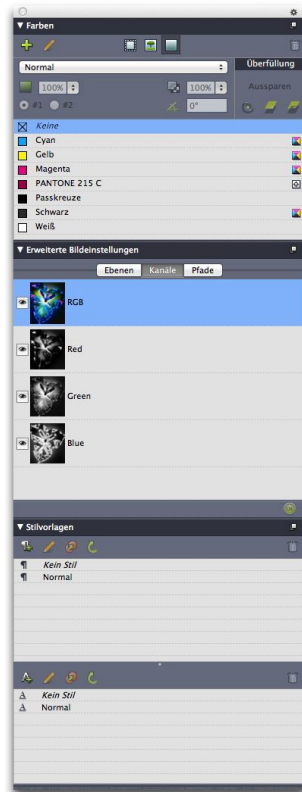 Farben
Normal Überfüllung
100% 100% Aussparen
#1 #2 0°
Keine
Cyan
Gelb
Magenta
PANTONE 215 C
Passkreuze
Schwarz
Weiß
Erweiterte Bildeinstellungen
Ebenen Kanäle Pfade
RGB
Red
Green
Blue
Stilvorlagen
Kein Stil
Normal
Kein Stil
Normal